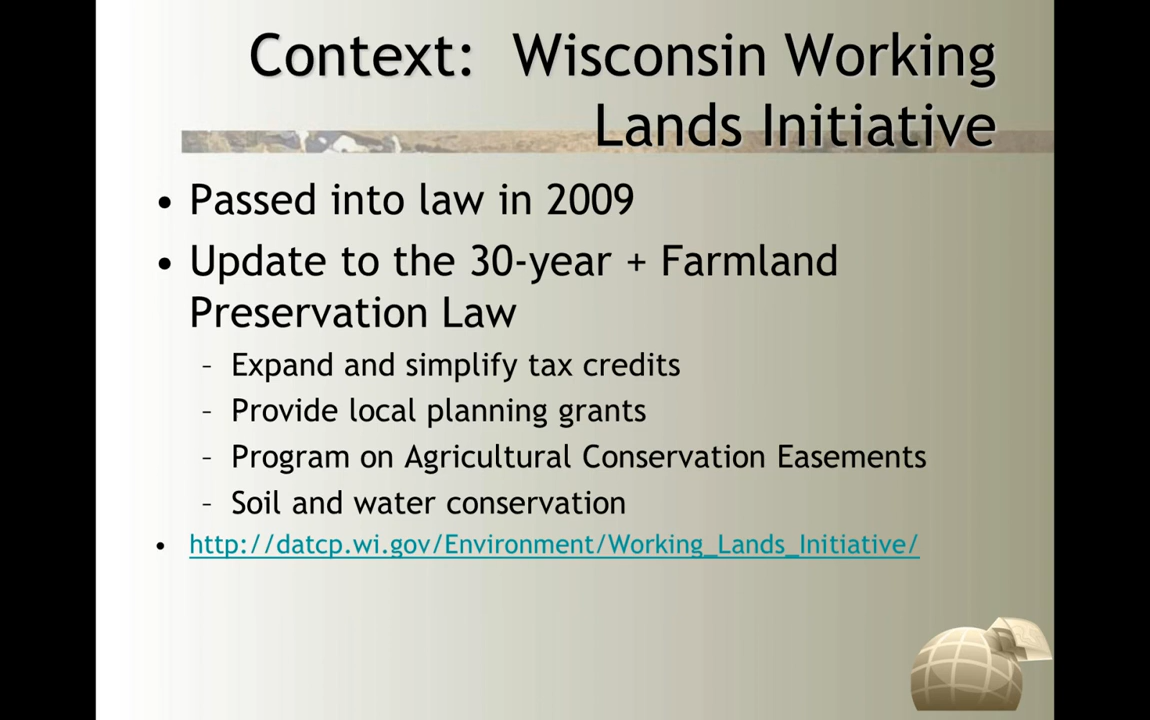 Context:  Wisconsin Working
Lands Initiative
• Passed into law in 2009
• Update to the 30-year + Farmland
Preservation Law
– Expand and simplify tax credits
– Provide local planning grants
– Program on Agricultural Conservation Easements
– Soil and water conservation
• http://datcp.wi.gov/Environment/Working_Lands_Initiative/